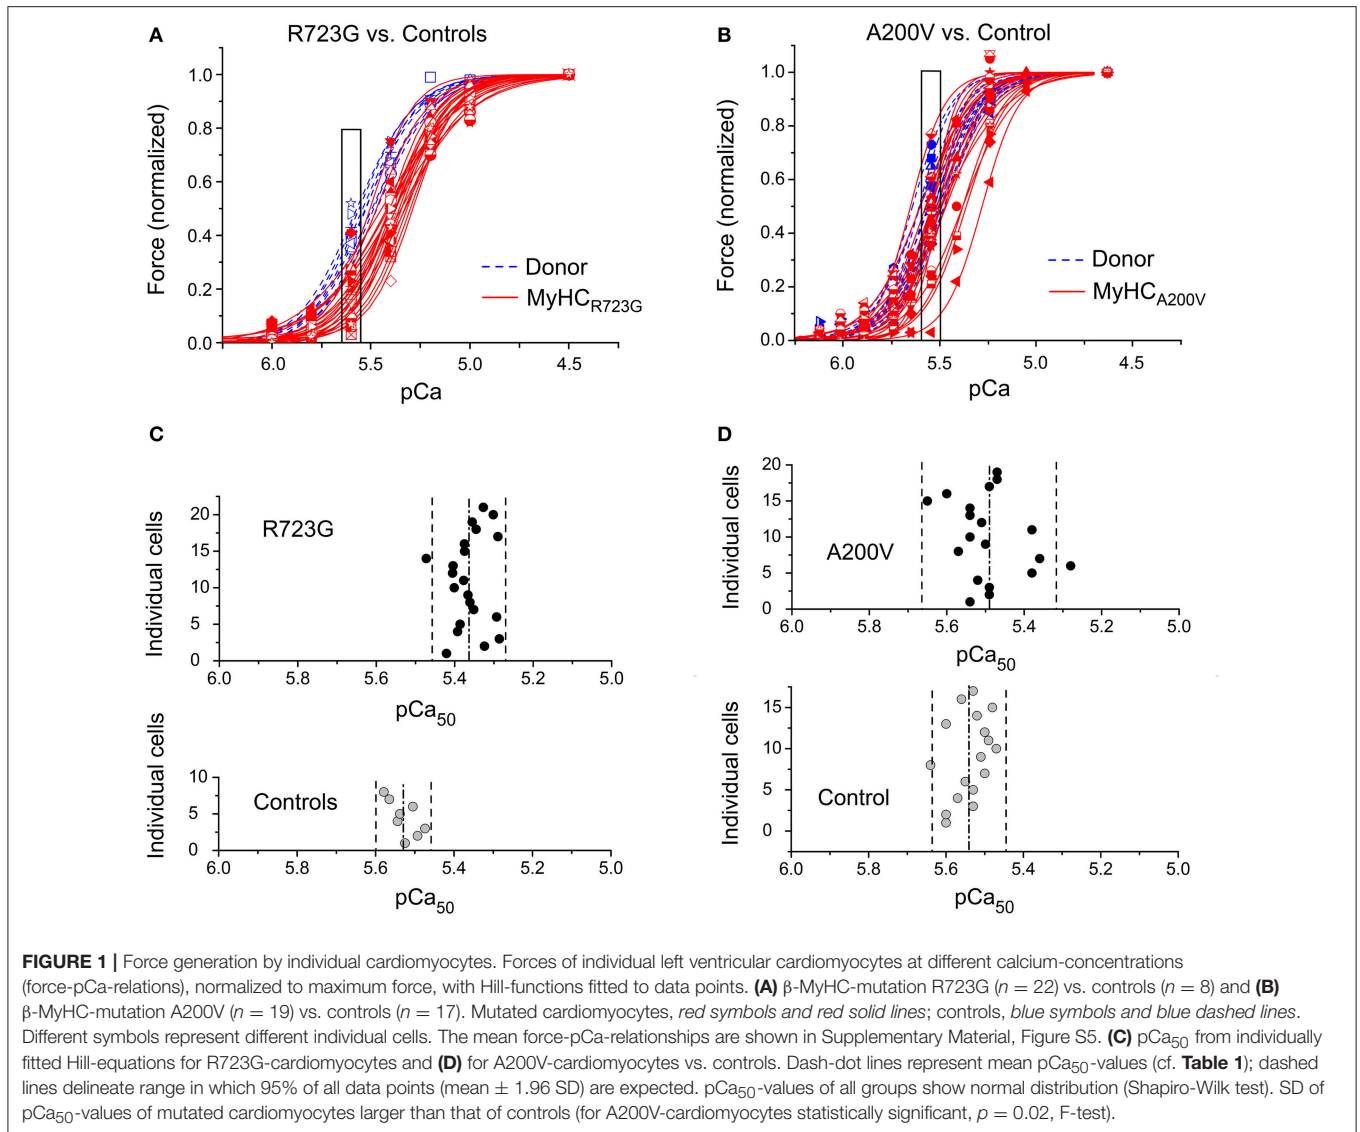 A
R723G vs. Controls
Force (normalized)
1.0
0.8
0.6
0.4
0.2
0.0
Donor
MyHC_R723G
6.0 5.5 5.0 4.5
pCa
B
A200V vs. Control
Force (normalized)
1.0
0.8
0.6
0.4
0.2
0.0
Donor
MyHC_A200V
6.0 5.5 5.0 4.5
pCa
C
Individual cells
20
15
10
5
0
R723G
6.0 5.8 5.6 5.4 5.2 5.0
pCa50
Individual cells
10
5
0
Controls
6.0 5.8 5.6 5.4 5.2 5.0
pCa50
D
Individual cells
20
15
10
5
0
A200V
6.0 5.8 5.6 5.4 5.2 5.0
pCa50
Individual cells
15
10
5
0
Control
6.0 5.8 5.6 5.4 5.2 5.0
pCa50
FIGURE 1 | Force generation by individual cardiomyocytes. Forces of individual left ventricular cardiomyocytes at different calcium-concentrations
(force-pCa-relations), normalized to maximum force, with Hill-functions fitted to data points. (A) β-MyHC-mutation R723G (n = 22) vs. controls (n = 8) and (B)
β-MyHC-mutation A200V (n = 19) vs. controls (n = 17). Mutated cardiomyocytes, red symbols and red solid lines; controls, blue symbols and blue dashed lines.
Different symbols represent different individual cells. The mean force-pCa-relationships are shown in Supplementary Material, Figure S5. (C) pCa50 from individually
fitted Hill-equations for R723G-cardiomyocytes and (D) for A200V-cardiomyocytes vs. controls. Dash-dot lines represent mean pCa50-values (cf. Table 1); dashed
lines delineate range in which 95% of all data points (mean ± 1.96 SD) are expected. pCa50-values of all groups show normal distribution (Shapiro-Wilk test). SD of
pCa50-values of mutated cardiomyocytes larger than that of controls (for A200V-cardiomyocytes statistically significant, p = 0.02, F-test).